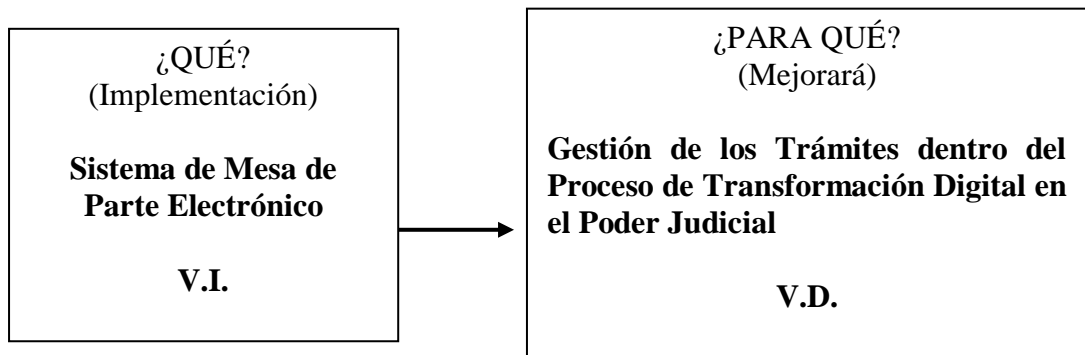 ¿QUÉ?
(Implementación)
Sistema de Mesa de
Parte Electrónico
V.I.
¿PARA QUÉ?
(Mejorará)
Gestión de los Trámites dentro del
Proceso de Transformación Digital en
el Poder Judicial
V.D.